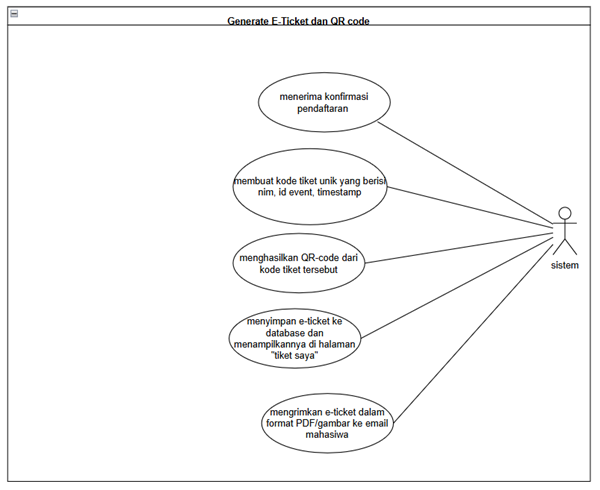 Generate E-Ticket dan QR code
menerima konfirmasi
pendaftaran
membuat kode tiket unik yang berisi
nim, id event, timestamp
menghasilkan QR-code dari
kode tiket tersebut
sistem
menyimpan e-ticket ke
database dan
menampilkannya di halaman
"tiket saya"
mengrimkan e-ticket dalam
format PDF/gambar ke email
mahasiwa